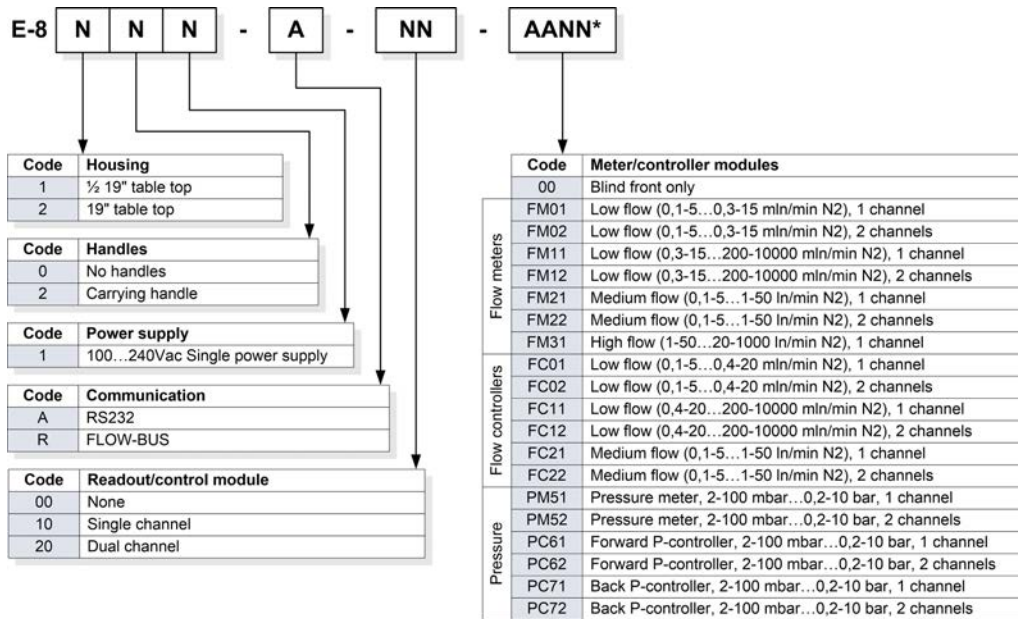 E-8 N N N - A - NN - AANN*
Code Housing
1 ½ 19" table top
2 19" table top
Code Handles
0 No handles
2 Carrying handle
Code Power supply
1 100…240Vac Single power supply
Code Communication
A RS232
R FLOW-BUS
Code Readout/control module
00 None
10 Single channel
20 Dual channel
Code Meter/controller modules
00 Blind front only
Flow meters
FM01 Low flow (0,1-5…0,3-15 mln/min N2), 1 channel
FM02 Low flow (0,1-5…0,3-15 mln/min N2), 2 channels
FM11 Low flow (0,3-15…200-10000 mln/min N2), 1 channel
FM12 Low flow (0,3-15…200-10000 mln/min N2), 2 channels
FM21 Medium flow (0,1-5…1-50 ln/min N2), 1 channel
FM22 Medium flow (0,1-5…1-50 ln/min N2), 2 channels
FM31 High flow (1-50…20-1000 ln/min N2), 1 channel
Flow controllers
FC01 Low flow (0,1-5…0,4-20 mln/min N2), 1 channel
FC02 Low flow (0,1-5…0,4-20 mln/min N2), 2 channels
FC11 Low flow (0,4-20…200-10000 mln/min N2), 1 channel
FC12 Low flow (0,4-20…200-10000 mln/min N2), 2 channels
FC21 Medium flow (0,1-5…1-50 ln/min N2), 1 channel
FC22 Medium flow (0,1-5…1-50 ln/min N2), 2 channels
Pressure
PM51 Pressure meter, 2-100 mbar…0,2-10 bar, 1 channel
PM52 Pressure meter, 2-100 mbar…0,2-10 bar, 2 channels
PC61 Forward P-controller, 2-100 mbar…0,2-10 bar, 1 channel
PC62 Forward P-controller, 2-100 mbar…0,2-10 bar, 2 channels
PC71 Back P-controller, 2-100 mbar…0,2-10 bar, 1 channel
PC72 Back P-controller, 2-100 mbar…0,2-10 bar, 2 channels